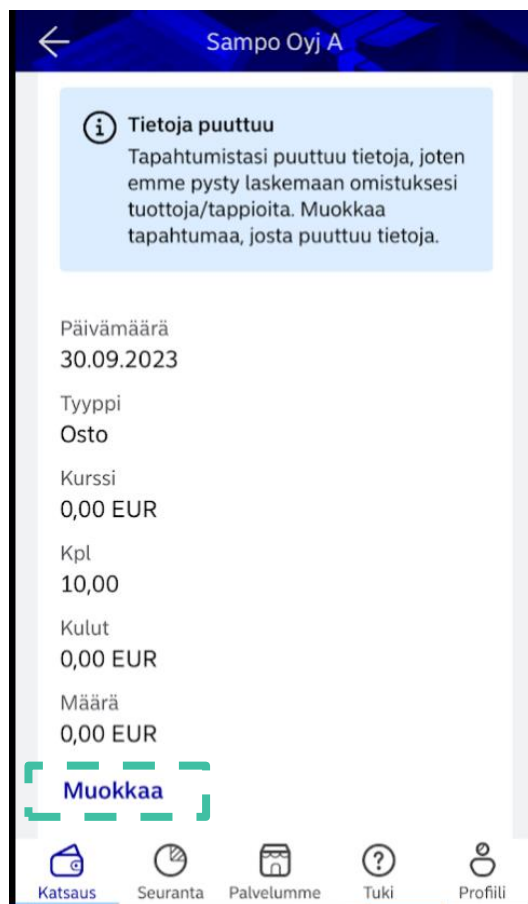 Sampo Oyj A
Tietoja puuttuu
Tapahtumistasi puuttuu tietoja, joten
emme pysty laskemaan omistuksesi
tuottoja/tappioita. Muokkaa
tapahtumaa, josta puuttuu tietoja.
Päivämäärä
30.09.2023
Tyyppi
Osto
Kurssi
0,00 EUR
Kpl
10,00
Kulut
0,00 EUR
Määrä
0,00 EUR
Muokkaa
Katsaus Seuranta Palvelumme Tuki Profiili